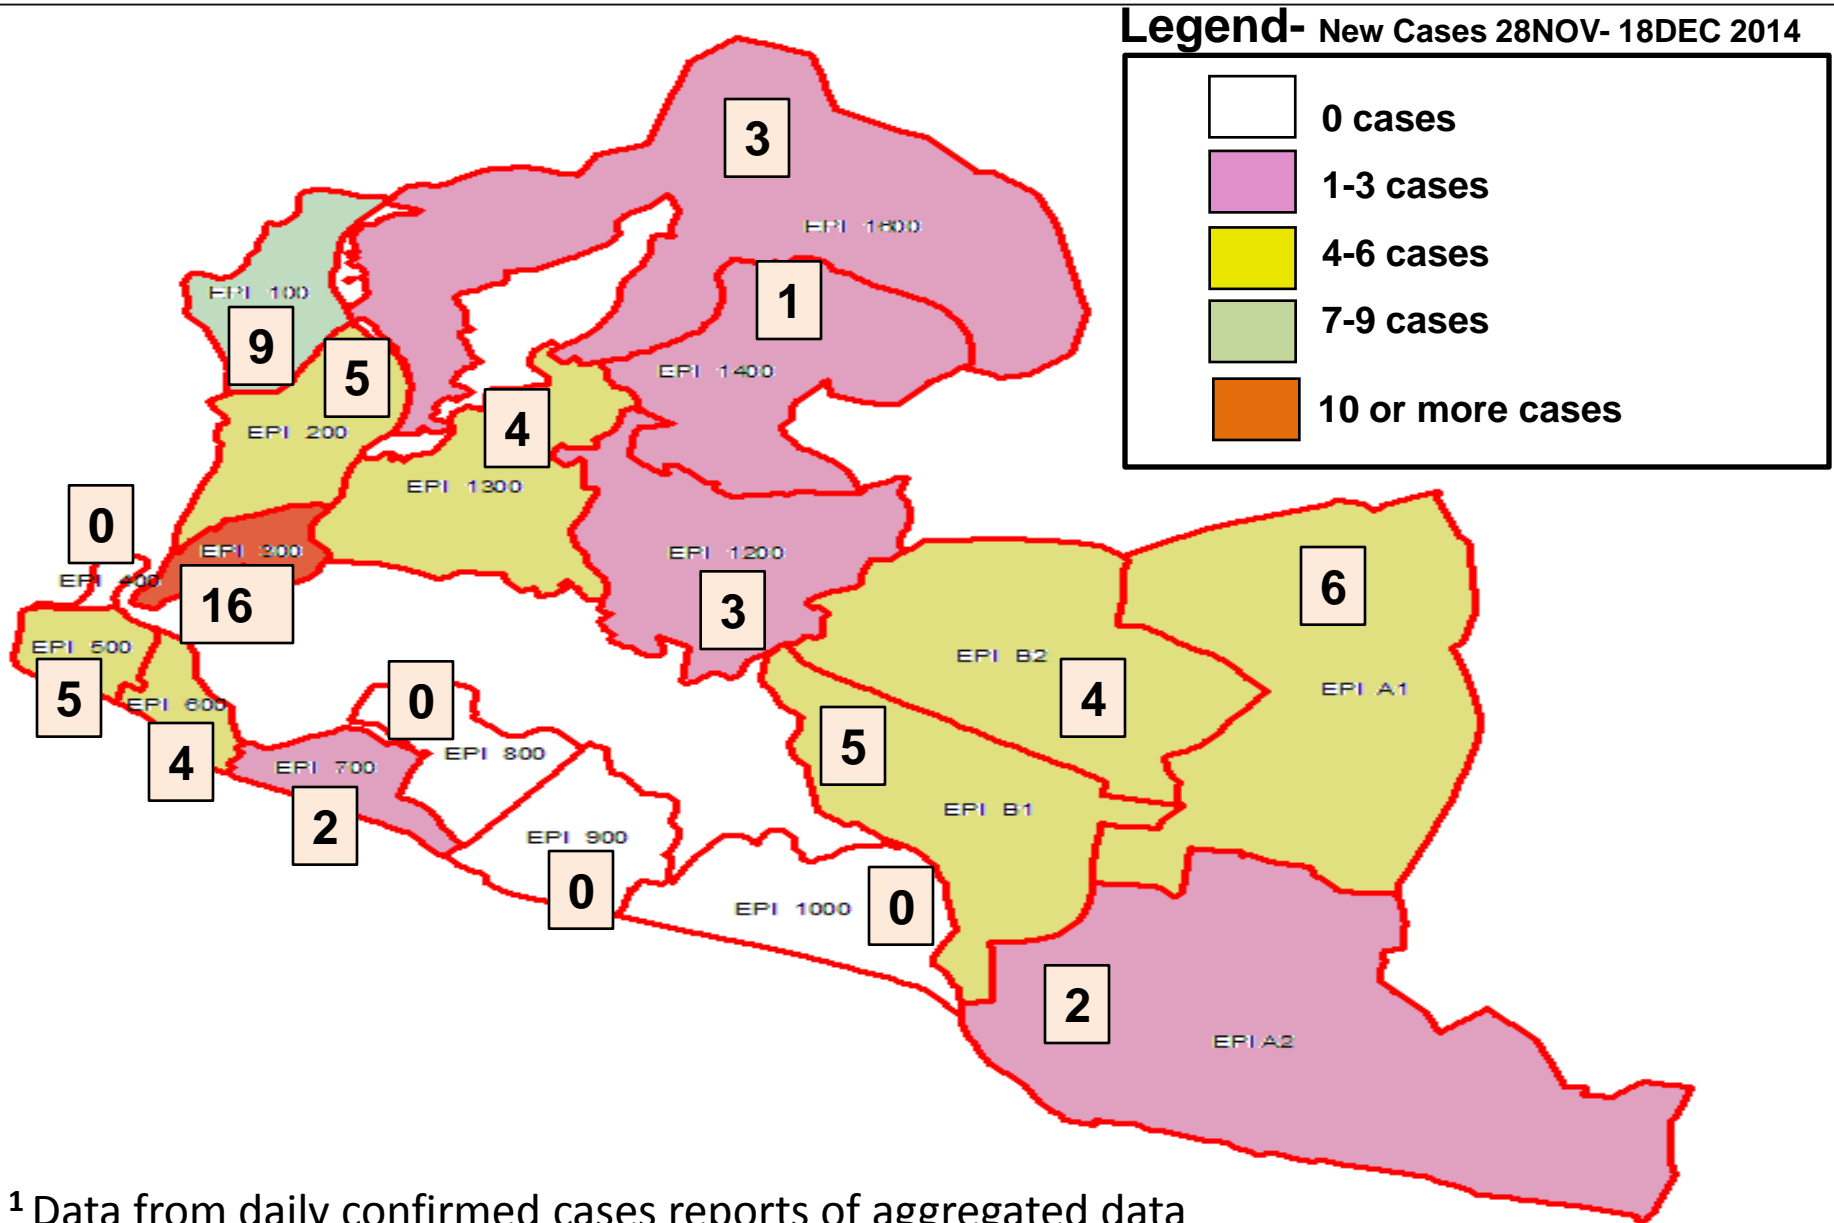 Legend- New Cases 28NOV- 18DEC 2014
0 cases
1-3 cases
4-6 cases
7-9 cases
10 or more cases
3
EPI 1600
1
EPI 100
9
5
EPI 1400
4
EPI 200
EPI 1300
0
EPI 300
EPI 1200
EPI 400
16
3
6
EPI 500
EPI B2
5
0
4
EPI A1
EPI 600
5
4
EPI 800
EPI 700
2
EPI B1
EPI 900
0
EPI 1000
0
2
EPI A2
1 Data from daily confirmed cases reports of aggregated data